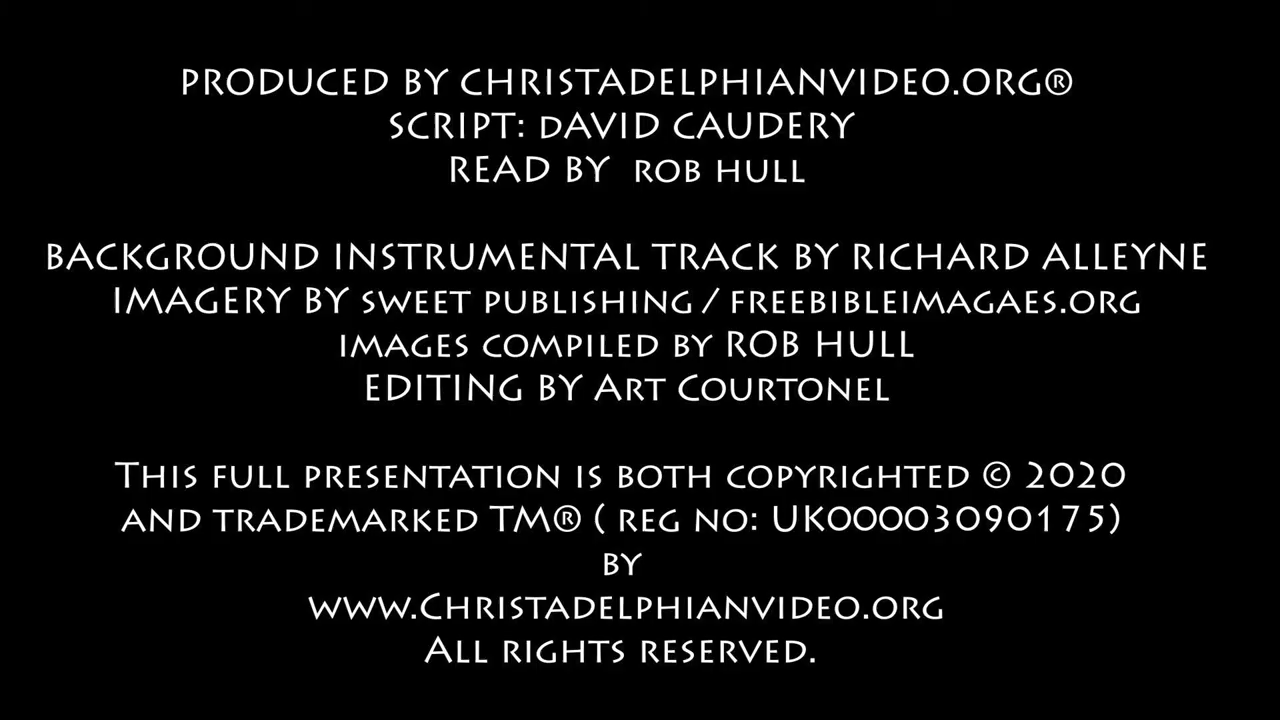 PRODUCED BY CHRISTADELPHIANVIDEO.ORG®
SCRIPT: DAVID CAUDERY
READ BY ROB HULL
BACKGROUND INSTRUMENTAL TRACK BY RICHARD ALLEYNE
IMAGERY BY SWEET PUBLISHING / FREEBIBLEIMAGAES.ORG
IMAGES COMPILED BY ROB HULL
EDITING BY ART COURTONEL
THIS FULL PRESENTATION IS BOTH COPYRIGHTED © 2020
AND TRADEMARKED TM® ( REG NO: UK00003090175)
BY
WWW.CHRISTADELPHIANVIDEO.ORG
ALL RIGHTS RESERVED.